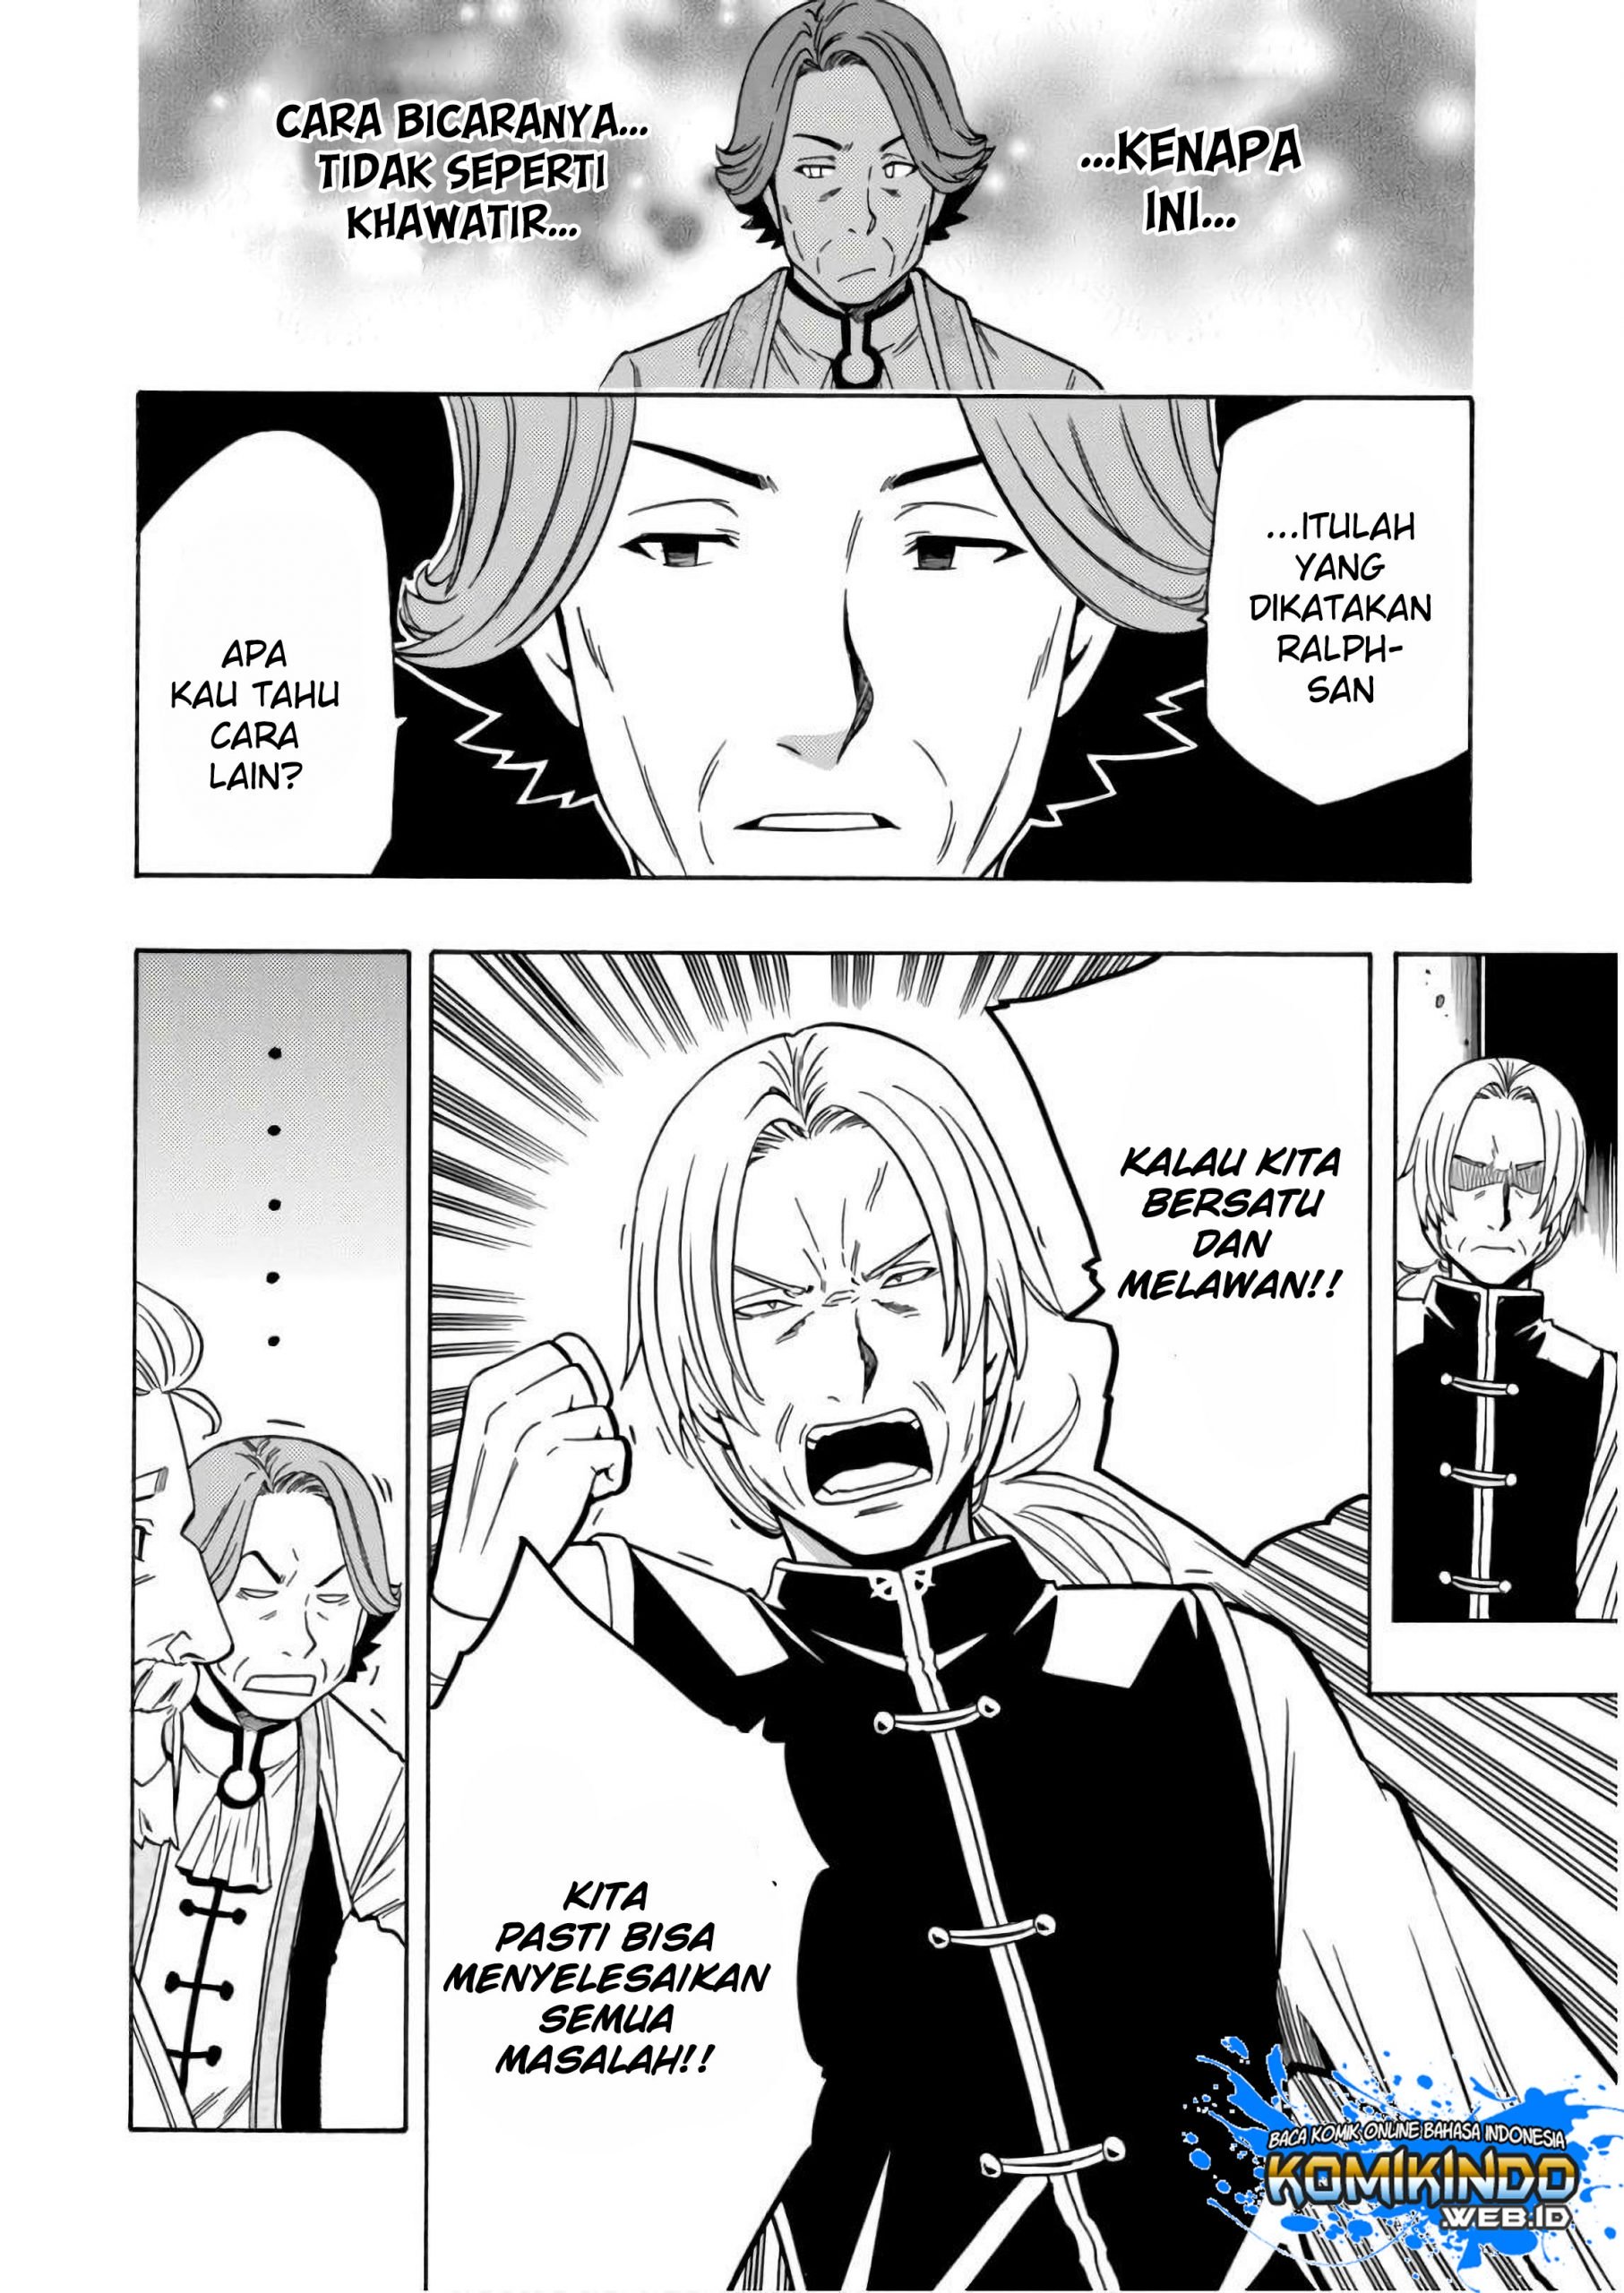 ...KENAPA
INI...
CARA BICARANYA...
TIDAK SEPERTI
KHAWATIR...
...ITULAH
YANG
DIKATAKAN
RALPH-
SAN
APA
KAU TAHU
CARA
LAIN?
KALAU KITA
BERSATU
DAN
MELAWAN!!
KITA
PASTI BISA
MENYELESAIKAN
SEMUA
MASALAH!!
BACA KOMIK ONLINE BAHASA INDONESIA
KOMIKINDO
.WEB.ID